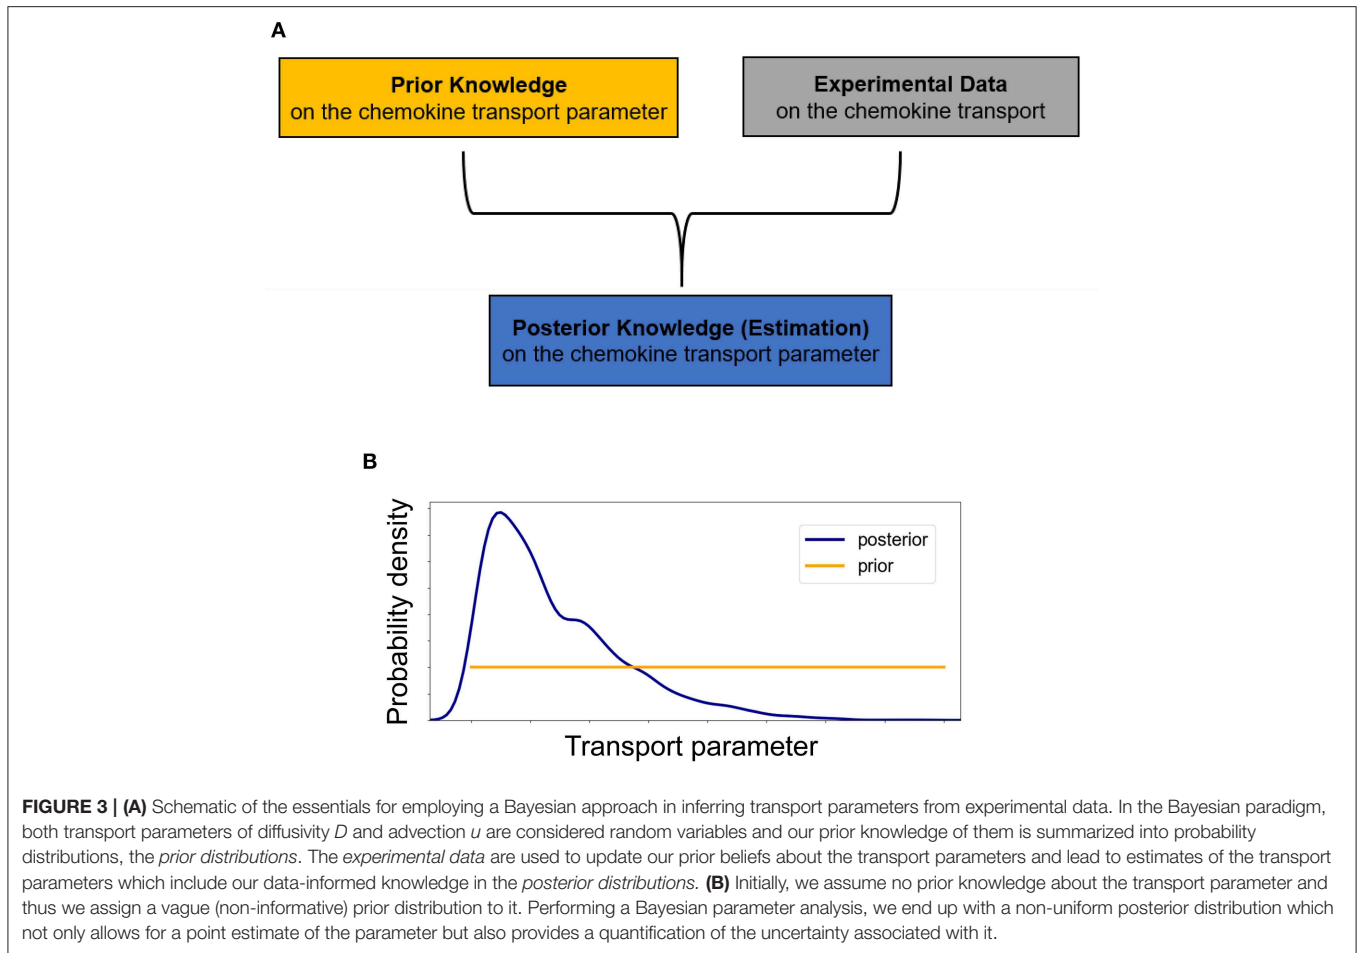 A
Prior Knowledge
on the chemokine transport parameter
Experimental Data
on the chemokine transport
Posterior Knowledge (Estimation)
on the chemokine transport parameter
B
Probability density
posterior
prior
Transport parameter
FIGURE 3 | (A) Schematic of the essentials for employing a Bayesian approach in inferring transport parameters from experimental data. In the Bayesian paradigm,
both transport parameters of diffusivity D and advection u are considered random variables and our prior knowledge of them is summarized into probability
distributions, the prior distributions. The experimental data are used to update our prior beliefs about the transport parameters and lead to estimates of the transport
parameters which include our data-informed knowledge in the posterior distributions. (B) Initially, we assume no prior knowledge about the transport parameter and
thus we assign a vague (non-informative) prior distribution to it. Performing a Bayesian parameter analysis, we end up with a non-uniform posterior distribution which
not only allows for a point estimate of the parameter but also provides a quantification of the uncertainty associated with it.